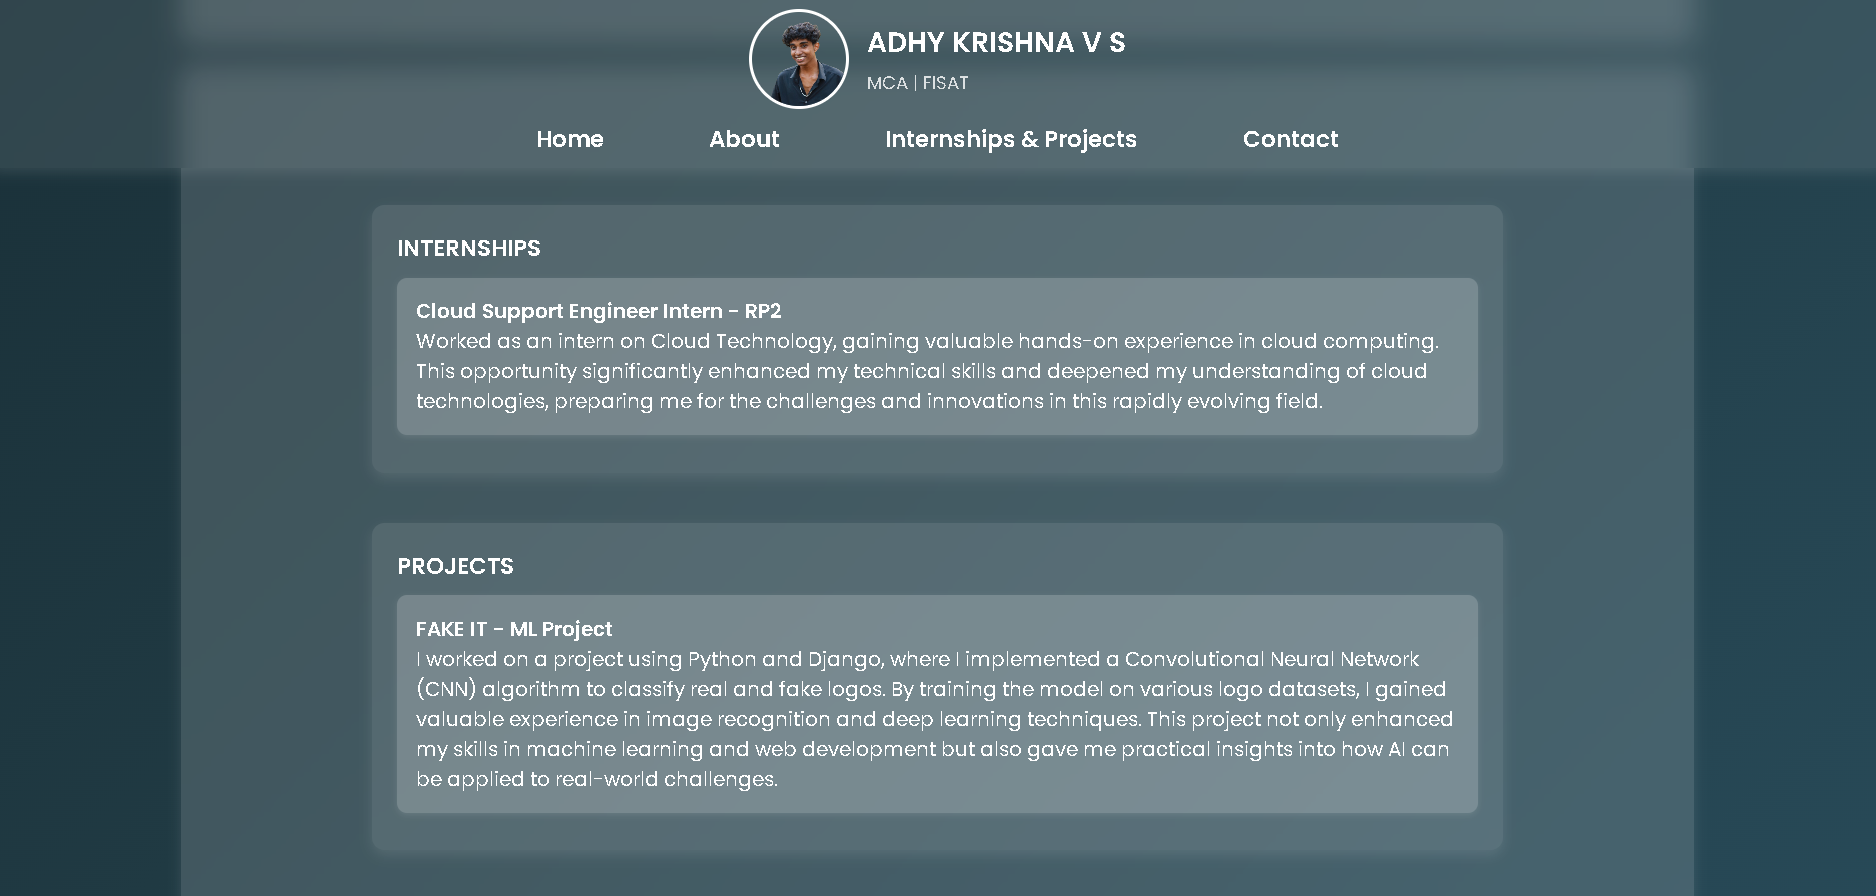 ADHY KRISHNA V S
MCA | FISAT
Home About Internships & Projects Contact
INTERNSHIPS
Cloud Support Engineer Intern - RP2
Worked as an intern on Cloud Technology, gaining valuable hands-on experience in cloud computing.
This opportunity significantly enhanced my technical skills and deepened my understanding of cloud
technologies, preparing me for the challenges and innovations in this rapidly evolving field.
PROJECTS
FAKE IT - ML Project
I worked on a project using Python and Django, where I implemented a Convolutional Neural Network
(CNN) algorithm to classify real and fake logos. By training the model on various logo datasets, I gained
valuable experience in image recognition and deep learning techniques. This project not only enhanced
my skills in machine learning and web development but also gave me practical insights into how AI can
be applied to real-world challenges.